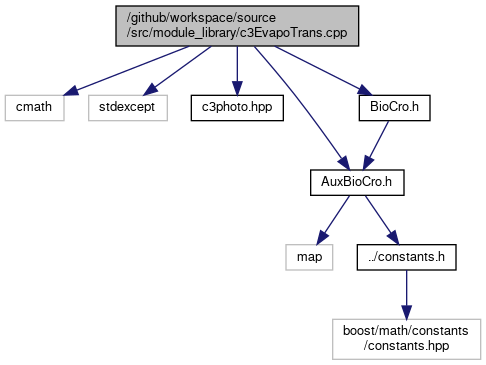 /github/workspace/source
/src/module_library/c3EvapoTrans.cpp
cmath
stdexcept
c3photo.hpp
BioCro.h
AuxBioCro.h
map
../constants.h
boost/math/constants
/constants.hpp